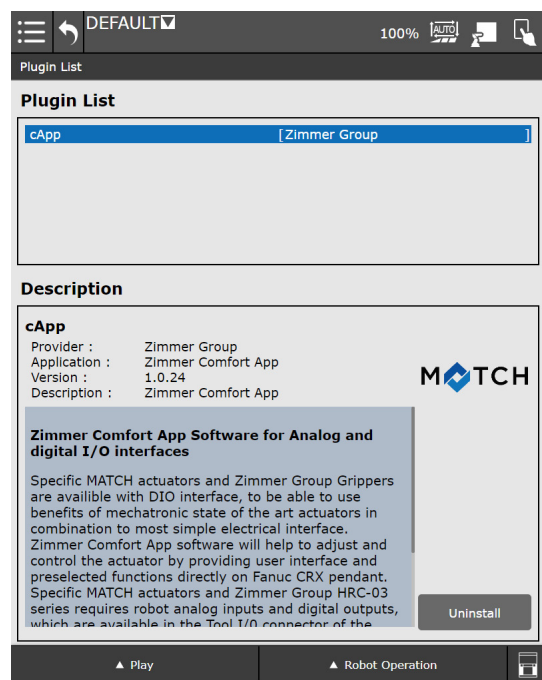 DEFAULT
100% AUTO
Plugin List
Plugin List
cApp [Zimmer Group ]
Description
cApp
Provider : Zimmer Group
Application : Zimmer Comfort App
Version : 1.0.24
Description : Zimmer Comfort App
MATCH
Zimmer Comfort App Software for Analog and
digital I/O interfaces
Specific MATCH actuators and Zimmer Group Grippers
are availible with DIO interface, to be able to use
benefits of mechatronic state of the art actuators in
combination to most simple electrical interface.
Zimmer Comfort App software will help to adjust and
control the actuator by providing user interface and
preselected functions directly on Fanuc CRX pendant.
Specific MATCH actuators and Zimmer Group HRC-03
series requires robot analog inputs and digital outputs,
which are available in the Tool I/0 connector of the
Uninstall
▲ Play ▲ Robot Operation